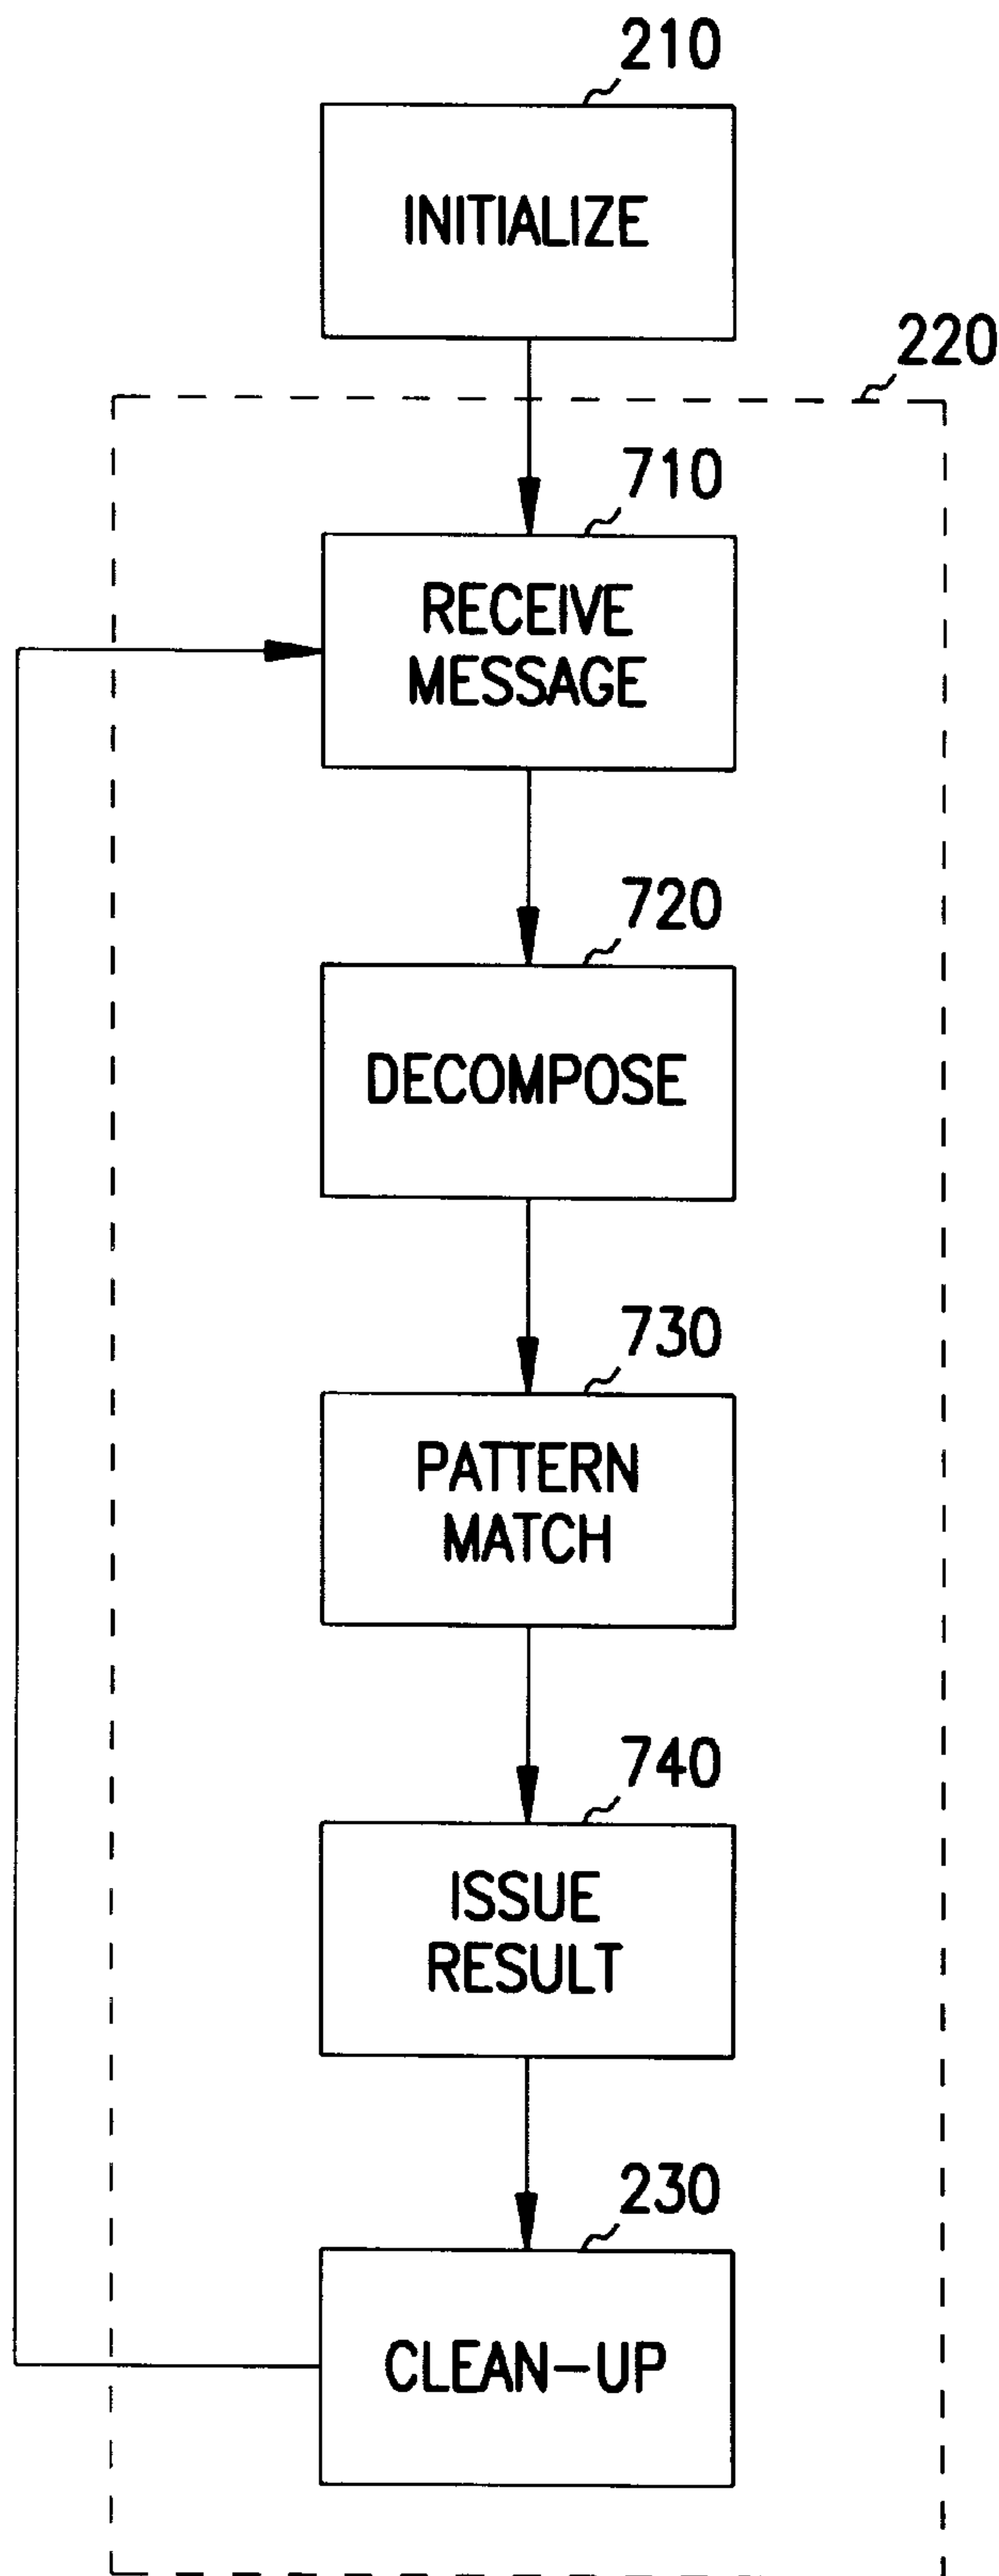 210
INITIALIZE
220
710
RECEIVE
MESSAGE
720
DECOMPOSE
730
PATTERN
MATCH
740
ISSUE
RESULT
230
CLEAN-UP